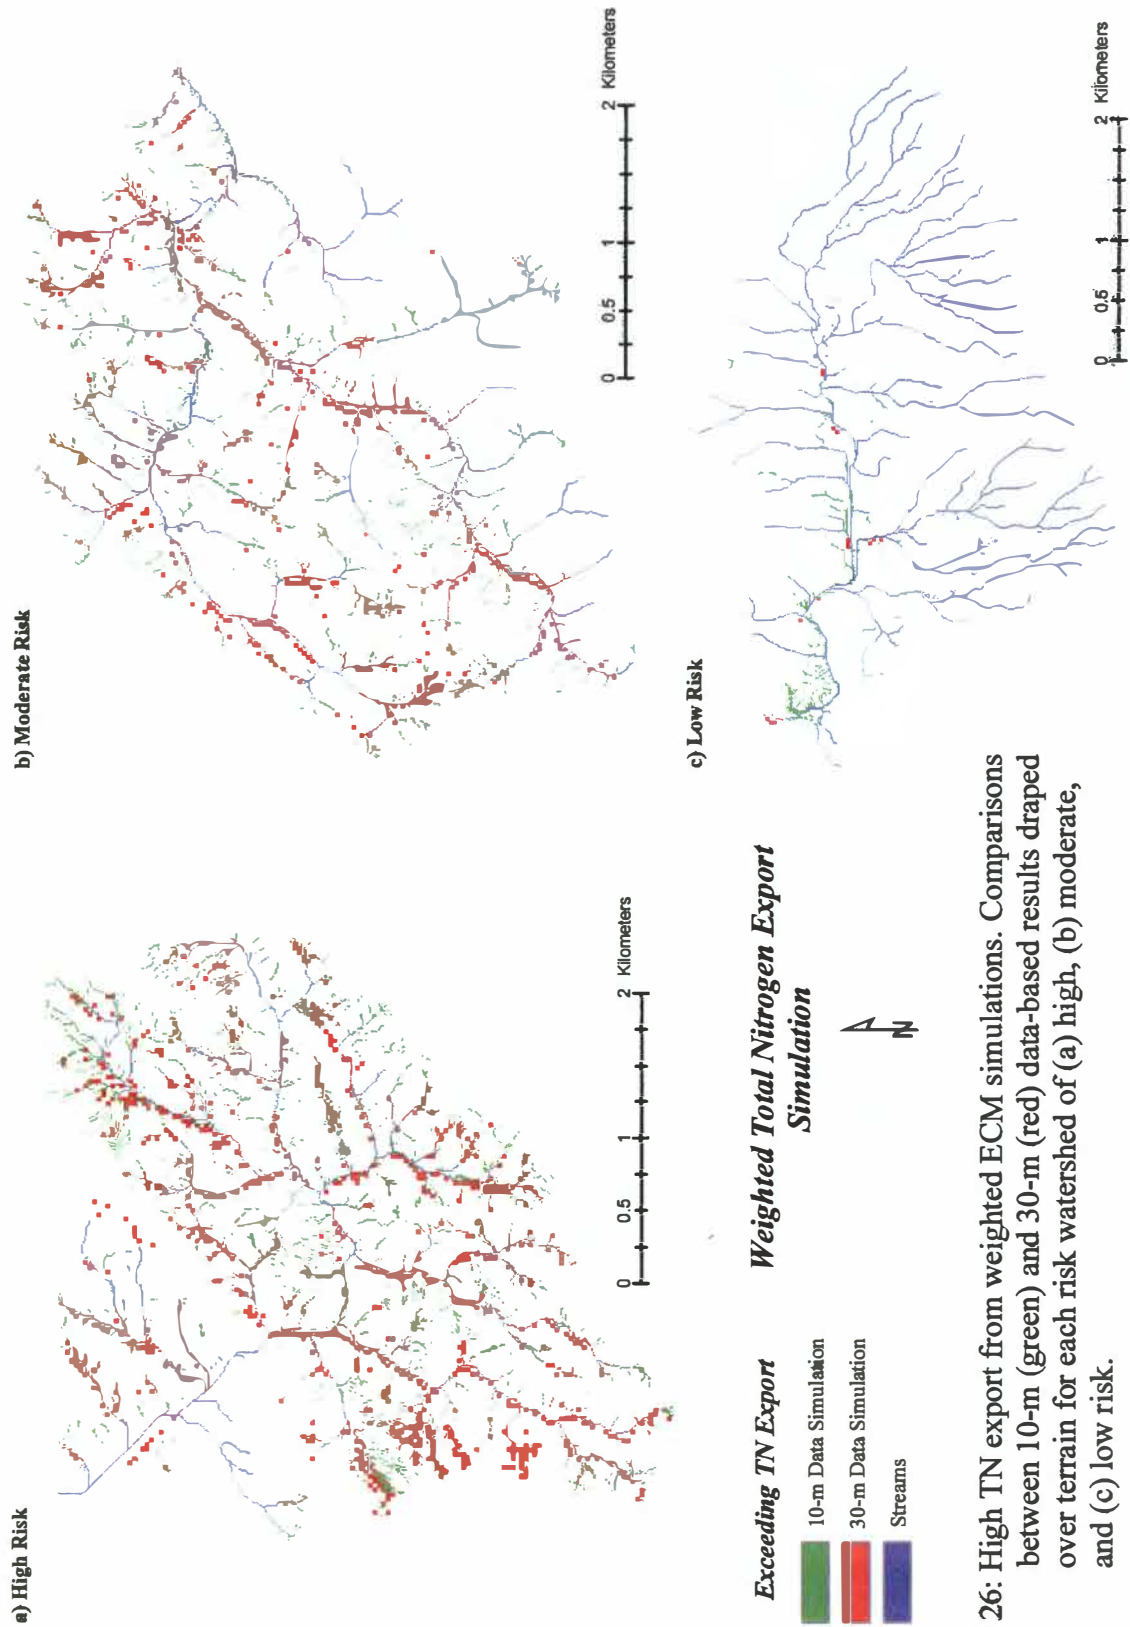 a) High Risk
0 0.5 1 2 Kilometers
b) Moderate Risk
0 0.5 1 2 Kilometers
Exceeding TN Export
10-m Data Simulation
30-m Data Simulation
Streams
Weighted Total Nitrogen Export
Simulation
N
c) Low Risk
0 0.5 1 2 Kilometers
26: High TN export from weighted ECM simulations. Comparisons
between 10-m (green) and 30-m (red) data-based results draped
over terrain for each risk watershed of (a) high, (b) moderate,
and (c) low risk.